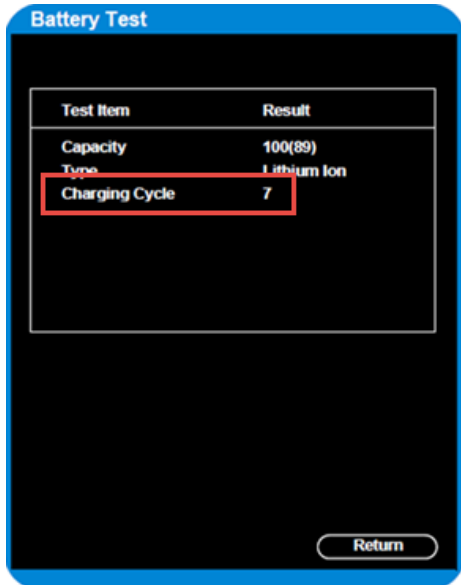 Battery Test
Test Item Result
Capacity 100(89)
Type Lithium Ion
Charging Cycle 7
Return